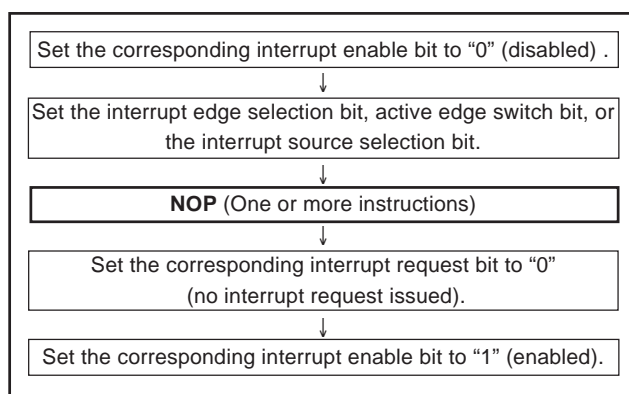 Set the corresponding interrupt enable bit to “0” (disabled) .
Set the interrupt edge selection bit, active edge switch bit, or
the interrupt source selection bit.
NOP (One or more instructions)
Set the corresponding interrupt request bit to “0”
(no interrupt request issued).
Set the corresponding interrupt enable bit to “1” (enabled).